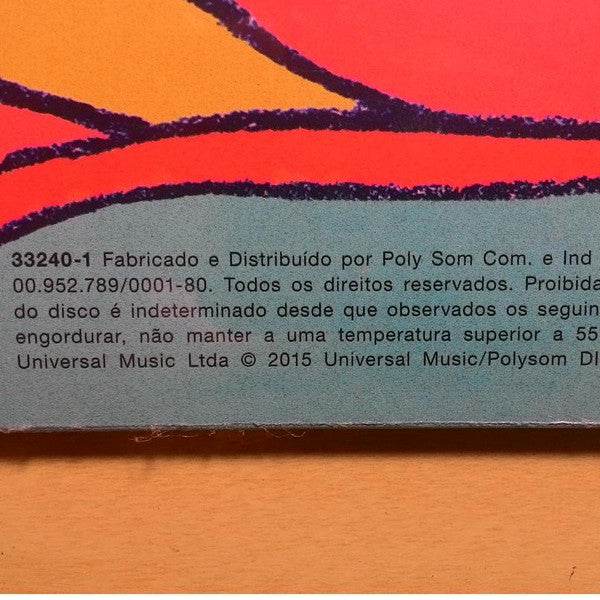 33240-1 Fabricado e Distribuído por Poly Som Com. e Ind
00.952.789/0001-80. Todos os direitos reservados. Proibida
do disco é indeterminado desde que observados os seguin
engordurar, não manter a uma temperatura superior a 55
Universal Music Ltda © 2015 Universal Music/Polysom DI